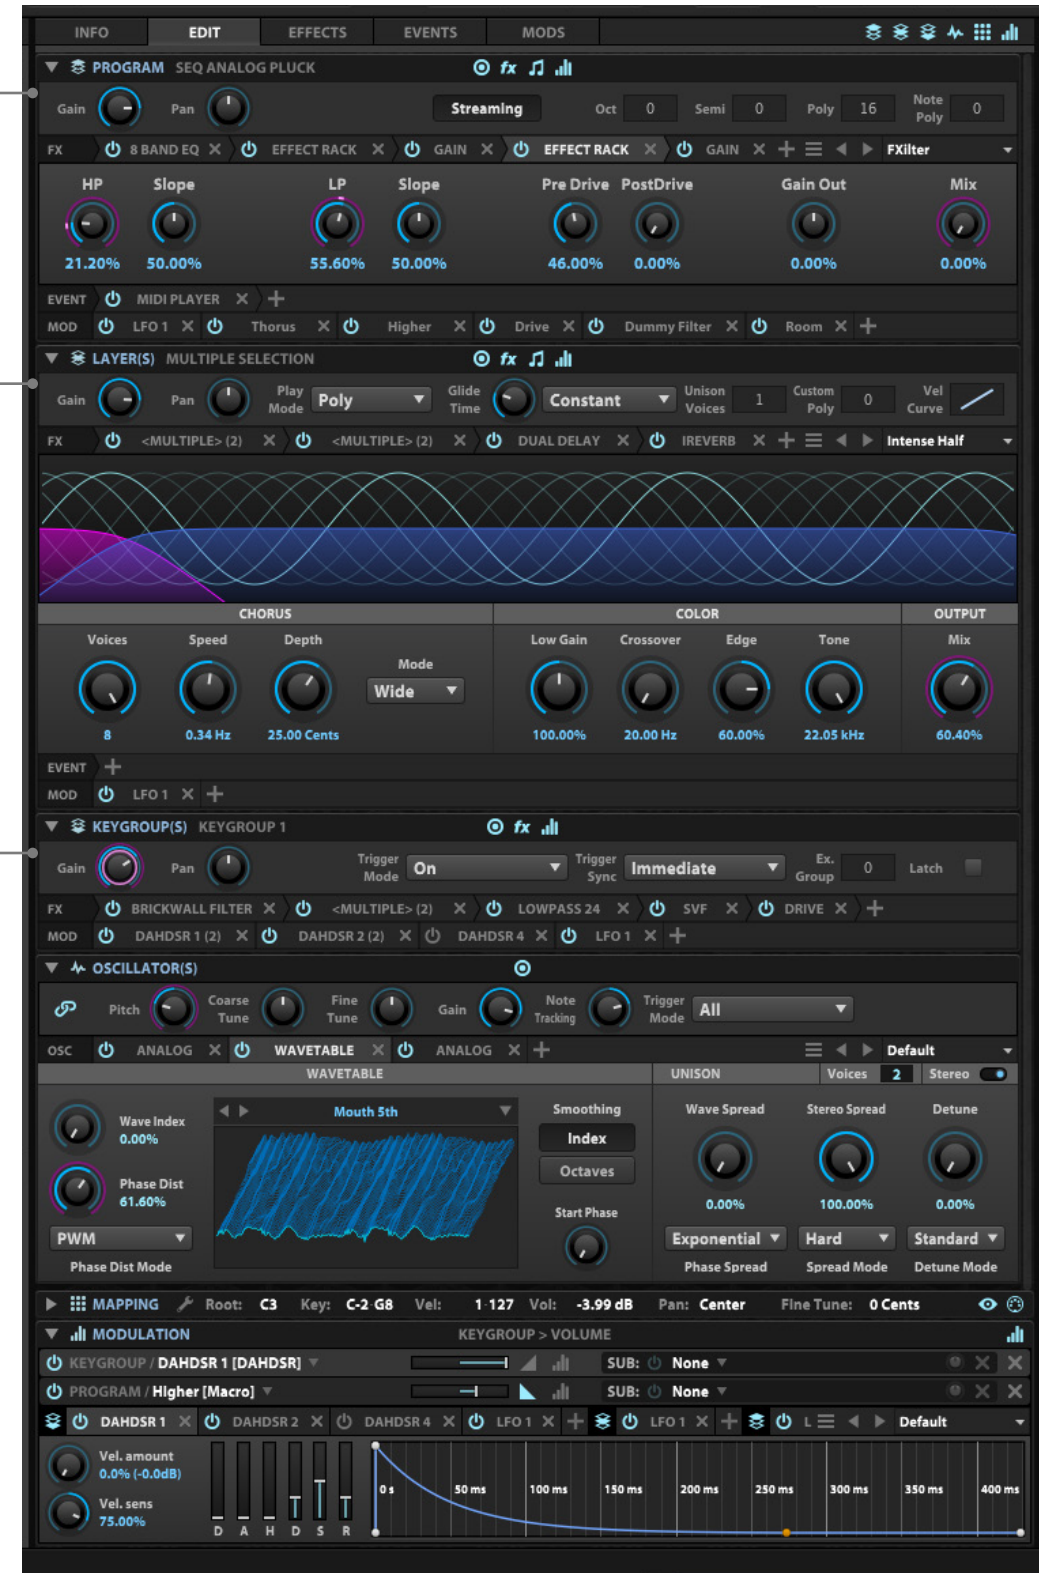 INFO EDIT EFFECTS EVENTS MODS
PROGRAM SEQ ANALOG PLUCK fx
Gain Pan Streaming Oct 0 Semi 0 Poly 16 Note Poly 0
FX 8 BAND EQ EFFECT RACK GAIN EFFECT RACK GAIN FXilter
HP Slope LP Slope Pre Drive PostDrive Gain Out Mix
21.20% 50.00% 55.60% 50.00% 46.00% 0.00% 0.00% 0.00%
EVENT MIDI PLAYER
MOD LFO 1 Thorus Higher Drive Dummy Filter Room
LAYER(S) MULTIPLE SELECTION fx
Gain Pan Play Mode Poly Glide Time Constant Unison Voices 1 Custom Poly 0 Vel Curve
FX <MULTIPLE> (2) <MULTIPLE> (2) DUAL DELAY IREVERB Intense Half
CHORUS COLOR OUTPUT
Voices Speed Depth Low Gain Crossover Edge Tone Mix
Mode
Wide
8 0.34 Hz 25.00 Cents 100.00% 20.00 Hz 60.00% 22.05 kHz 60.40%
EVENT
MOD LFO 1
KEYGROUP(S) KEYGROUP 1 fx
Gain Pan Trigger Mode On Trigger Sync Immediate Ex. Group 0 Latch
FX BRICKWALL FILTER <MULTIPLE> (2) LOWPASS 24 SVF DRIVE
MOD DAHDSR 1 (2) DAHDSR 2 (2) DAHDSR 4 LFO 1
OSCILLATOR(S)
Pitch Coarse Tune Fine Tune Gain Note Tracking Trigger Mode All
OSC ANALOG WAVETABLE ANALOG Default
WAVETABLE UNISON Voices 2 Stereo
Wave Index
0.00%
Mouth 5th
Smoothing
Index
Octaves
Wave Spread Stereo Spread Detune
Phase Dist
61.60%
Start Phase
0.00% 100.00% 0.00%
PWM Exponential Hard Standard
Phase Dist Mode Phase Spread Spread Mode Detune Mode
MAPPING Root: C3 Key: C-2-G8 Vel: 1-127 Vol: -3.99 dB Pan: Center Fine Tune: 0 Cents
MODULATION KEYGROUP > VOLUME
KEYGROUP / DAHDSR 1 [DAHDSR] SUB: None
PROGRAM / Higher [Macro] SUB: None
DAHDSR 1 DAHDSR 2 DAHDSR 4 LFO 1 LFO 1 L Default
Vel. amount
0.0% (-0.0dB)
Vel. sens
75.00%
D A H D S R
0 s 50 ms 100 ms 150 ms 200 ms 250 ms 300 ms 350 ms 400 ms